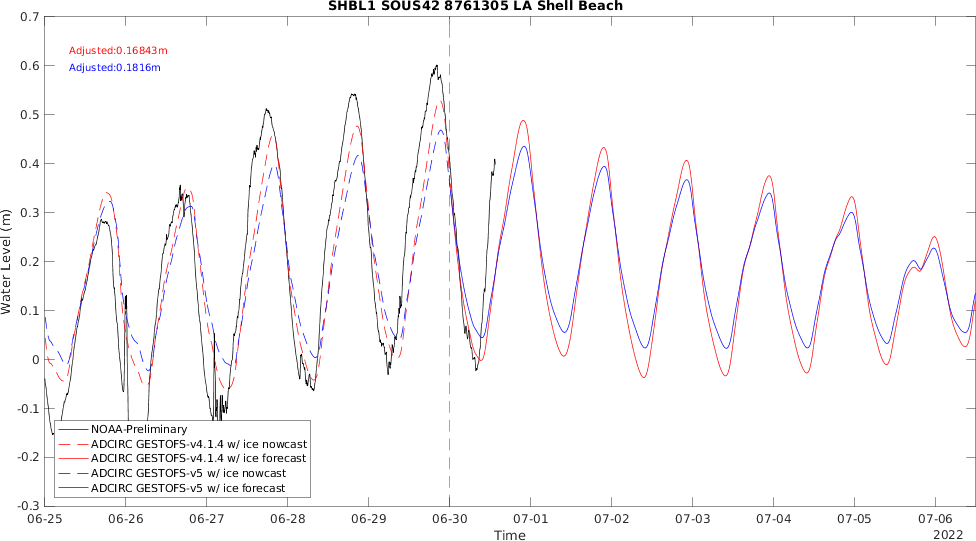 SHBL1 SOUS42 8761305 LA Shell Beach
0.7
0.6
0.5
0.4
0.3
0.2
0.1
0
-0.1
-0.2
-0.3
Water Level (m)
Adjusted:0.16843m
Adjusted:0.1816m
NOAA-Preliminary
ADCIRC GESTOFS-v4.1.4 w/ ice nowcast
ADCIRC GESTOFS-v4.1.4 w/ ice forecast
ADCIRC GESTOFS-v5 w/ ice nowcast
ADCIRC GESTOFS-v5 w/ ice forecast
06-25 06-26 06-27 06-28 06-29 06-30 07-01 07-02 07-03 07-04 07-05 07-06
Time
2022